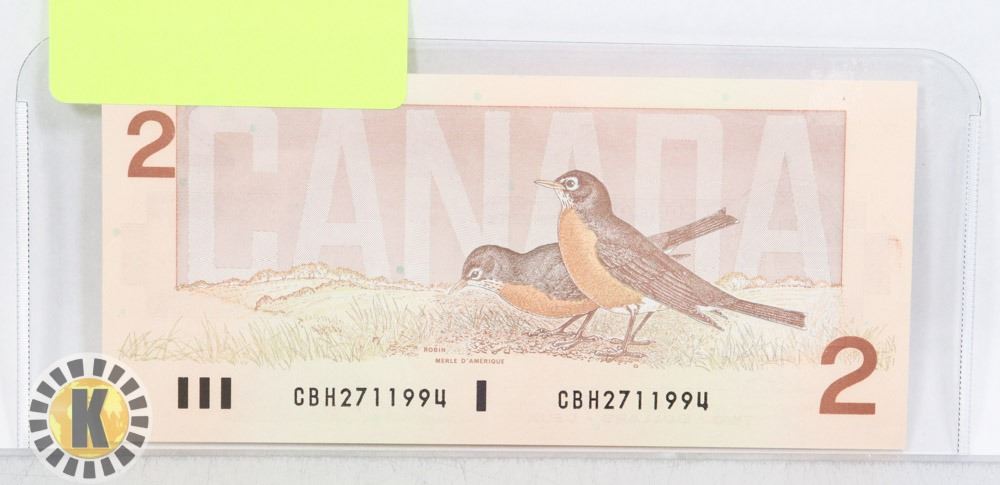 2
CANADA
ROBIN
MERLE D'AMÉRIQUE
CBH2711994 CBH2711994
2
K